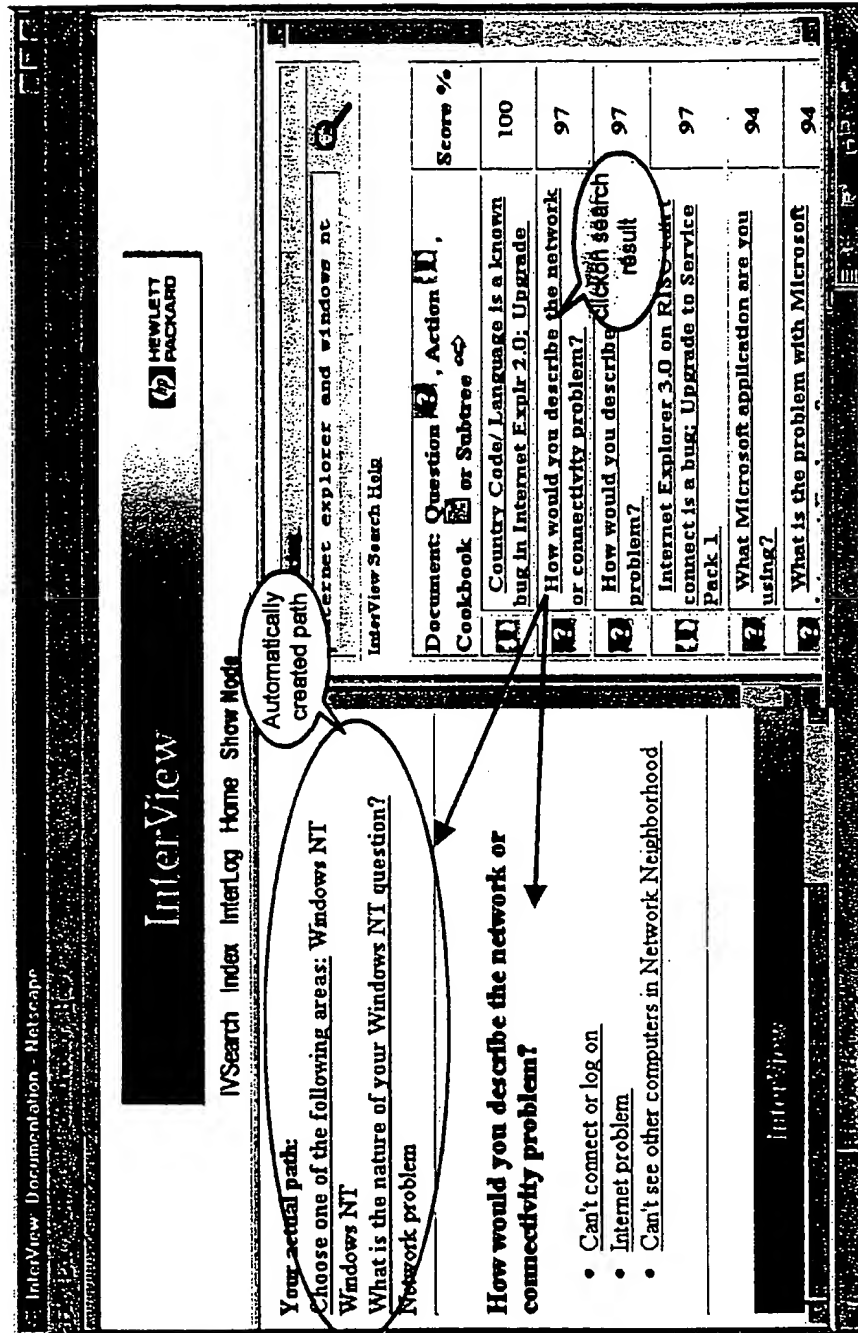 InterView Documentation - Netscape
InterView
hp HEWLETT
PACKARD
IVSearch Index InterLog Home Show Node
Automatically
created path
Your actual path:
Choose one of the following areas: Windows NT
Windows NT
What is the nature of your Windows NT question?
Network problem
How would you describe the network or
connectivity problem?
• Can't connect or log on
• Internet problem
• Can't see other computers in Network Neighborhood
InterView
ternet explorer and windows nt
InterView Search Help
Document: Question ?, Action,
Cookbook or Subtree
Score %
Country Code/ Language is a known
bug in Internet Explr 2.0; Upgrade
100
How would you describe the network
or connectivity problem?
97
How would you describe
problem?
97
click on search
result
Internet Explorer 3.0 on RISC can't
connect is a bug; Upgrade to Service
Pack 1
97
What Microsoft application are you
using?
94
What is the problem with Microsoft
94